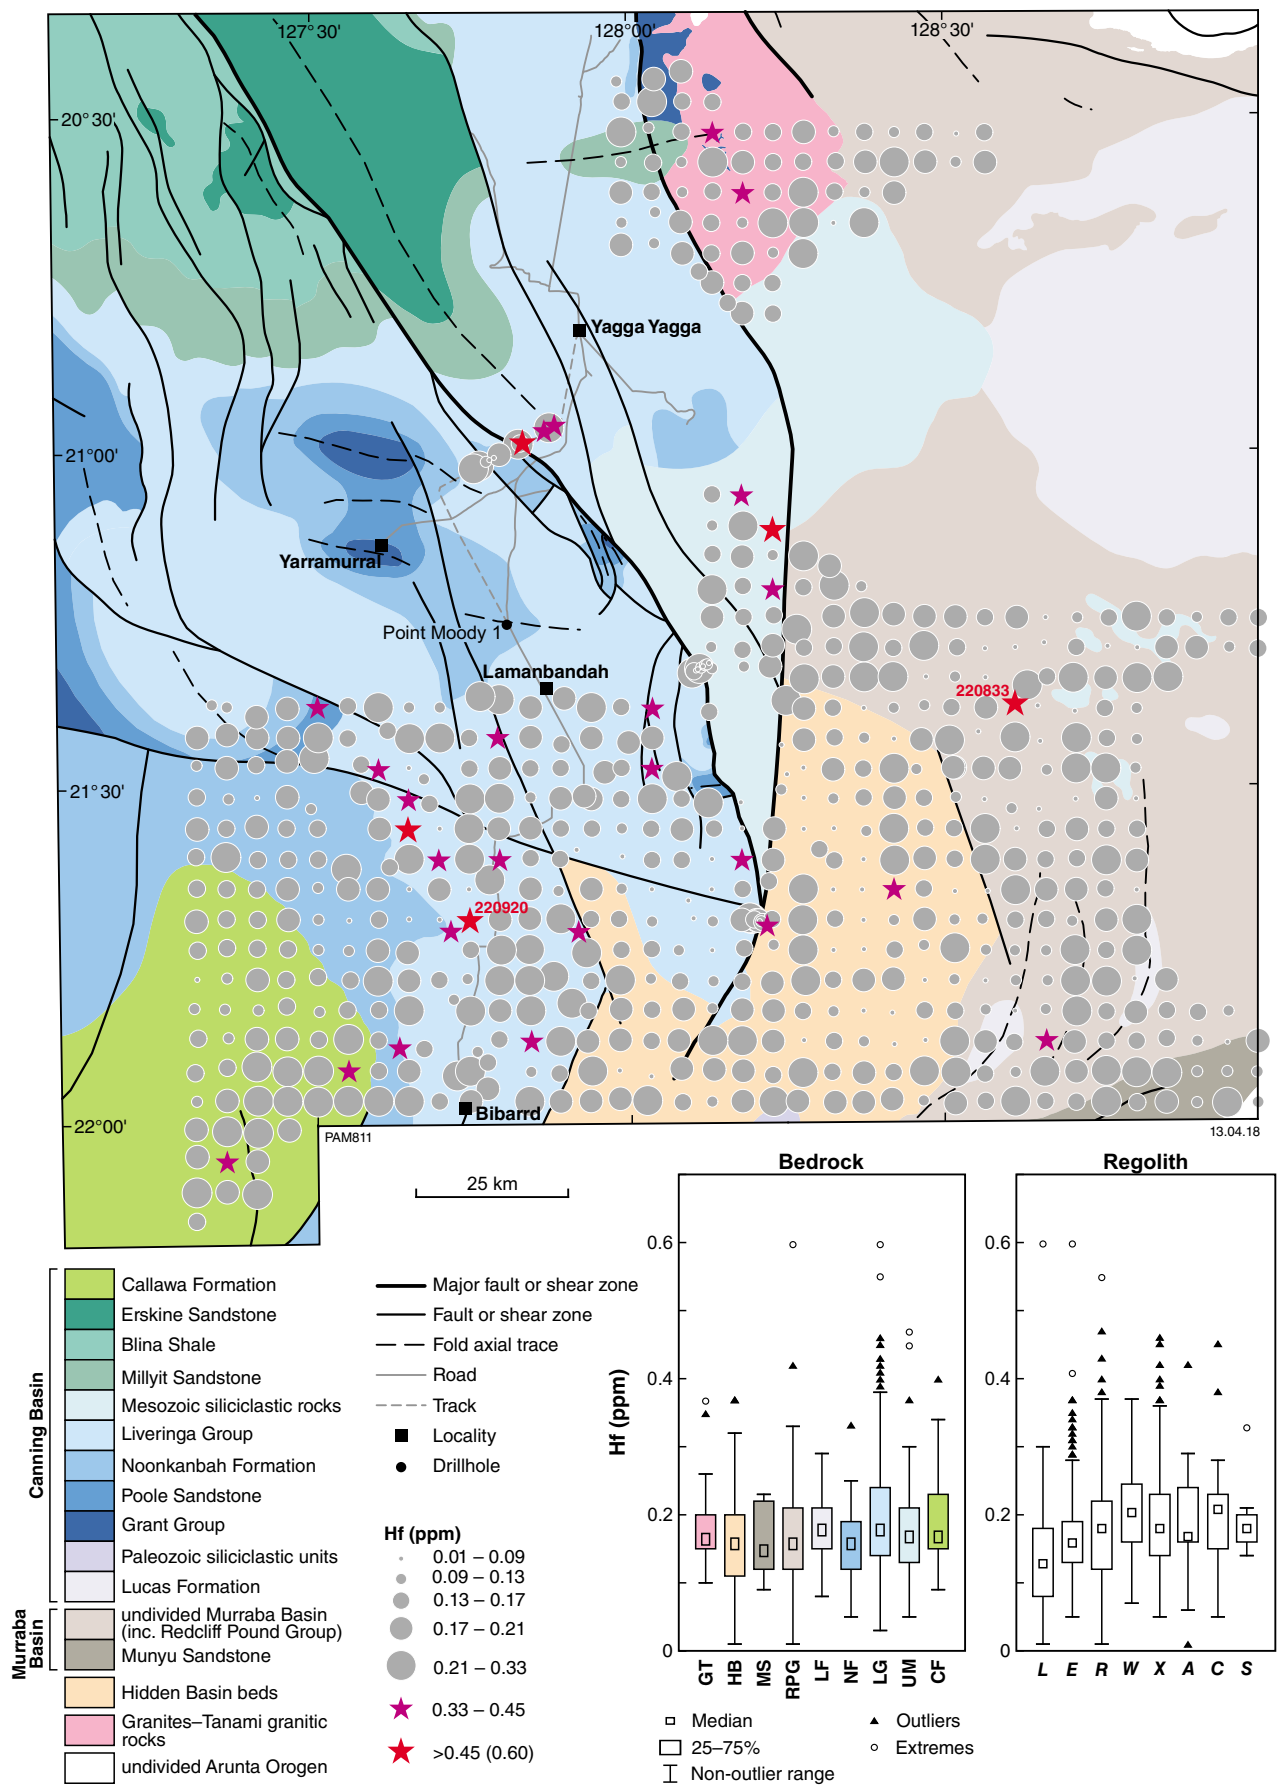 127°30'
128°00'
128°30'
20°30'
Yagga Yagga
21°00'
Yarramurral
Point Moody 1
Lamanbandah
220833
21°30'
220920
Bibarrd
22°00'
PAM811
13.04.18
25 km
Canning Basin
Callawa Formation
Erskine Sandstone
Blina Shale
Millyit Sandstone
Mesozoic siliciclastic rocks
Liveringa Group
Noonkanbah Formation
Poole Sandstone
Grant Group
Paleozoic siliciclastic units
Lucas Formation
Murraba
Basin
undivided Murraba Basin
(inc. Redcliff Pound Group)
Munyu Sandstone
Hidden Basin beds
Granites–Tanami granitic
rocks
undivided Arunta Orogen
Major fault or shear zone
Fault or shear zone
Fold axial trace
Road
Track
Locality
Drillhole
Hf (ppm)
0.01 – 0.09
0.09 – 0.13
0.13 – 0.17
0.17 – 0.21
0.21 – 0.33
0.33 – 0.45
>0.45 (0.60)
Bedrock
Hf (ppm)
0.6
0.4
0.2
0
GT HB MS RPG LF NF LG UM CF
Regolith
0.6
0.4
0.2
0
L E R W X A C S
Median
25–75%
Non-outlier range
Outliers
Extremes